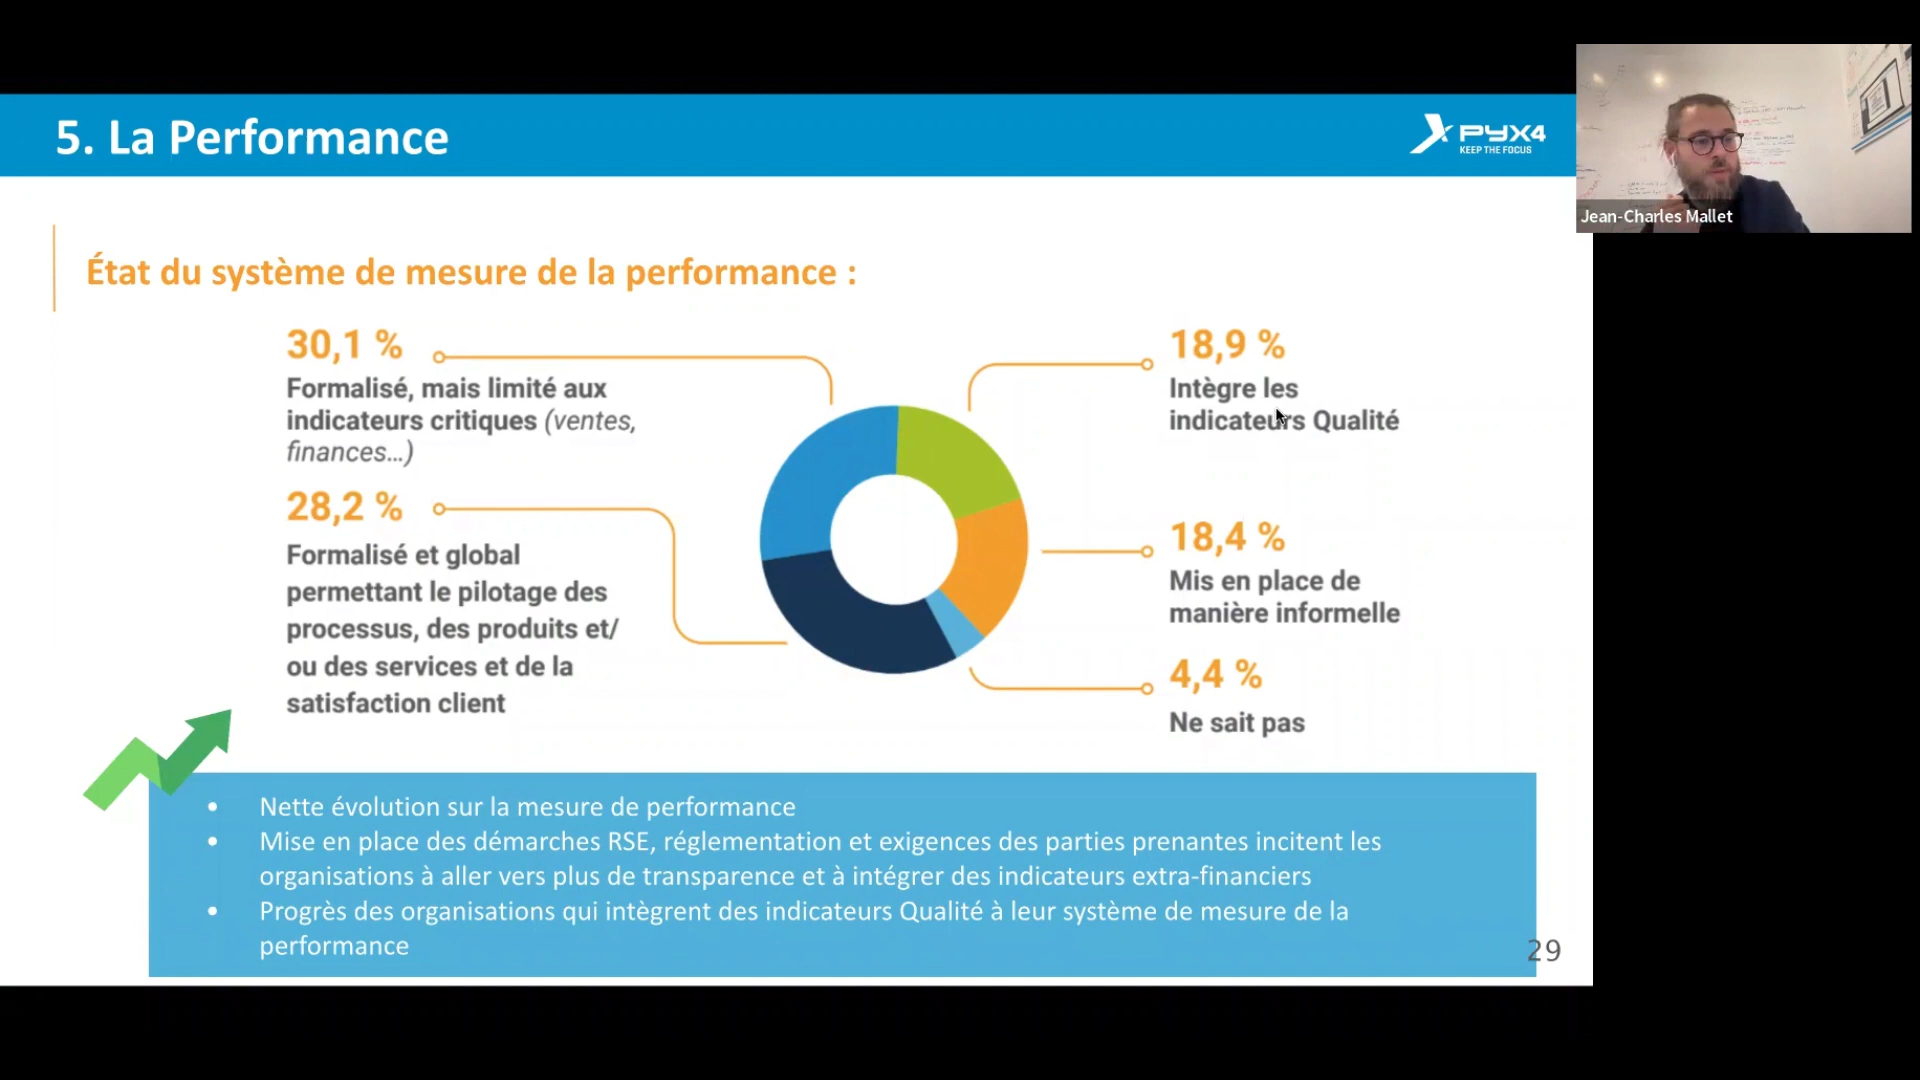 5. La Performance
PYX4
KEEP THE FOCUS
Jean-Charles Mallet
État du système de mesure de la performance :
30,1 %
Formalisé, mais limité aux
indicateurs critiques (ventes,
finances...)
28,2 %
Formalisé et global
permettant le pilotage des
processus, des produits et/
ou des services et de la
satisfaction client
18,9 %
Intègre les
indicateurs Qualité
18,4 %
Mis en place de
manière informelle
4,4 %
Ne sait pas
• Nette évolution sur la mesure de performance
• Mise en place des démarches RSE, réglementation et exigences des parties prenantes incitent les
organisations à aller vers plus de transparence et à intégrer des indicateurs extra-financiers
• Progrès des organisations qui intègrent des indicateurs Qualité à leur système de mesure de la
performance
29